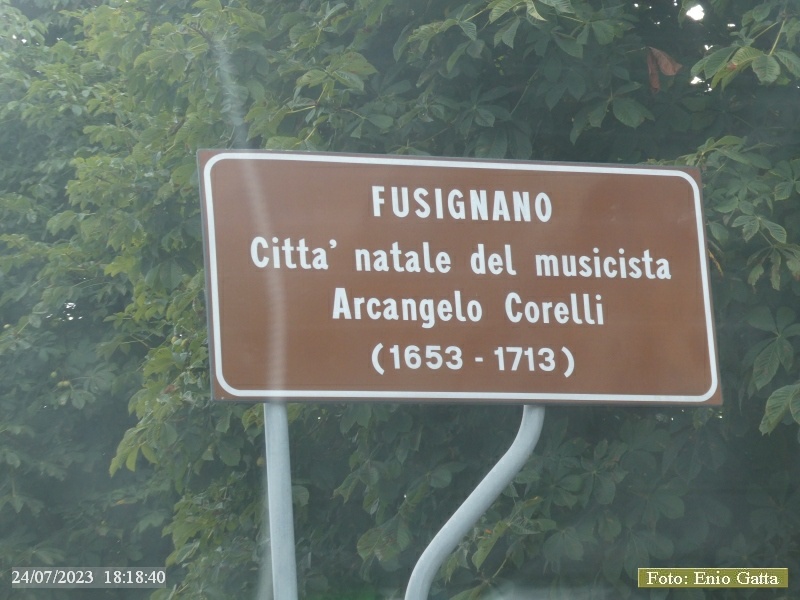 FUSIGNANO
Citta' natale del musicista
Arcangelo Corelli
(1653 - 1713)
24/07/2023 18:18:40
Foto: Enio Gatta